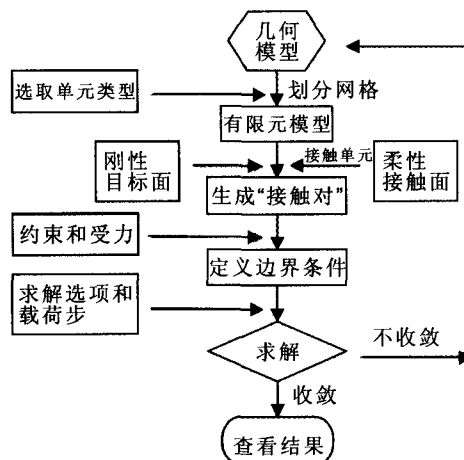 几何
模型
选取单元类型
划分网格
有限元模型
刚性
目标面
接触单元
柔性
接触面
生成“接触对”
约束和受力
定义边界条件
求解选项和
载荷步
求解
不收敛
收敛
查看结果